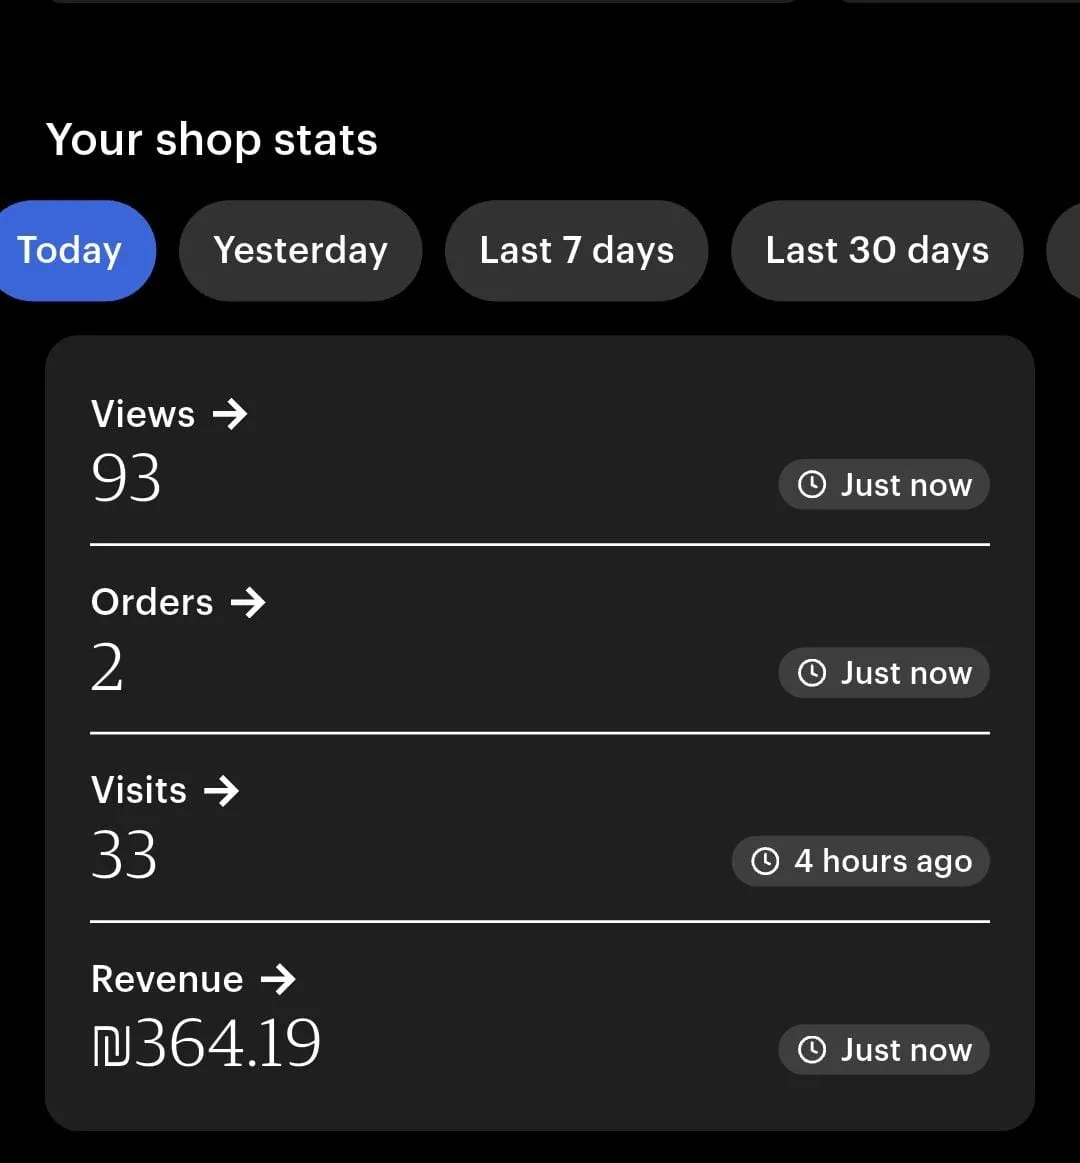 Your shop stats
Today Yesterday Last 7 days Last 30 days
Views →
93 Just now
Orders →
2 Just now
Visits →
33 4 hours ago
Revenue →
₪364.19 Just now